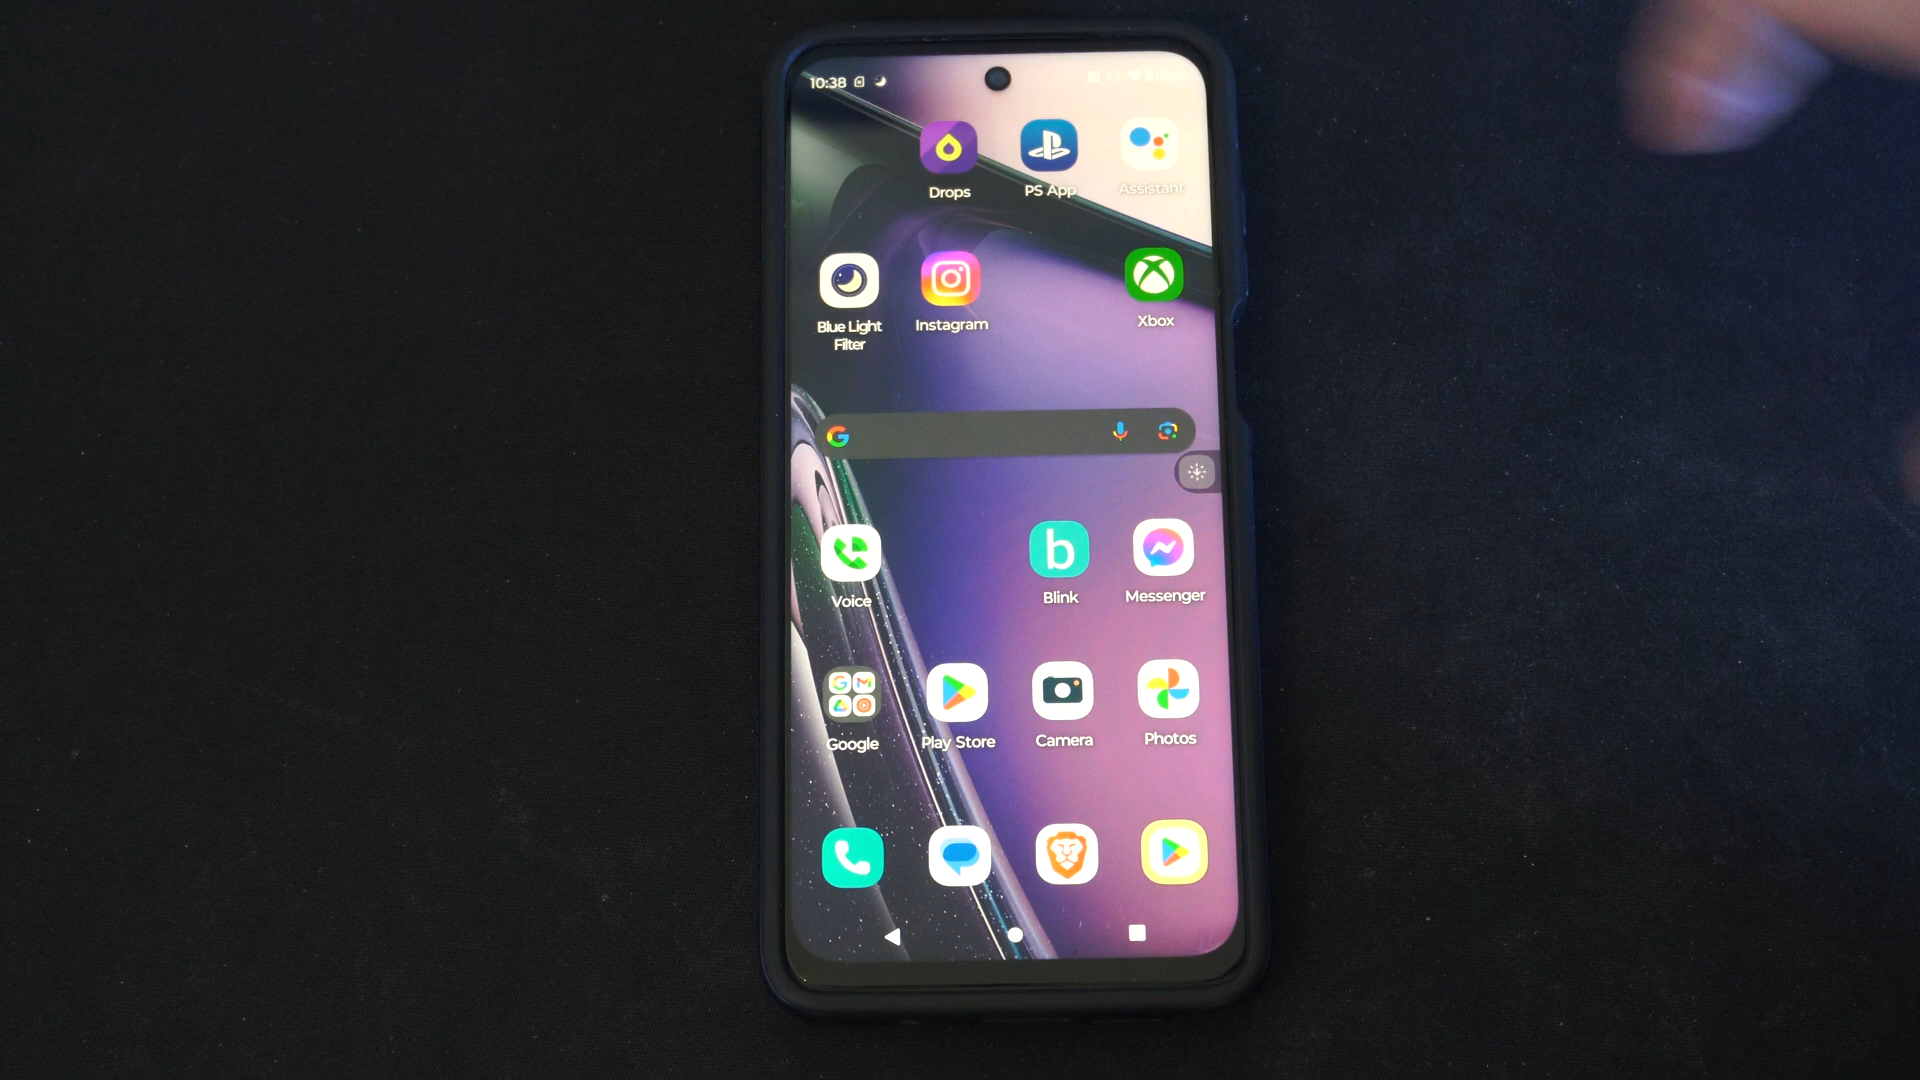 10:38
Drops
PS App
Assistant
Blue Light
Filter
Instagram
Xbox
Voice
b
Blink
Messenger
Google
Play Store
Camera
Photos